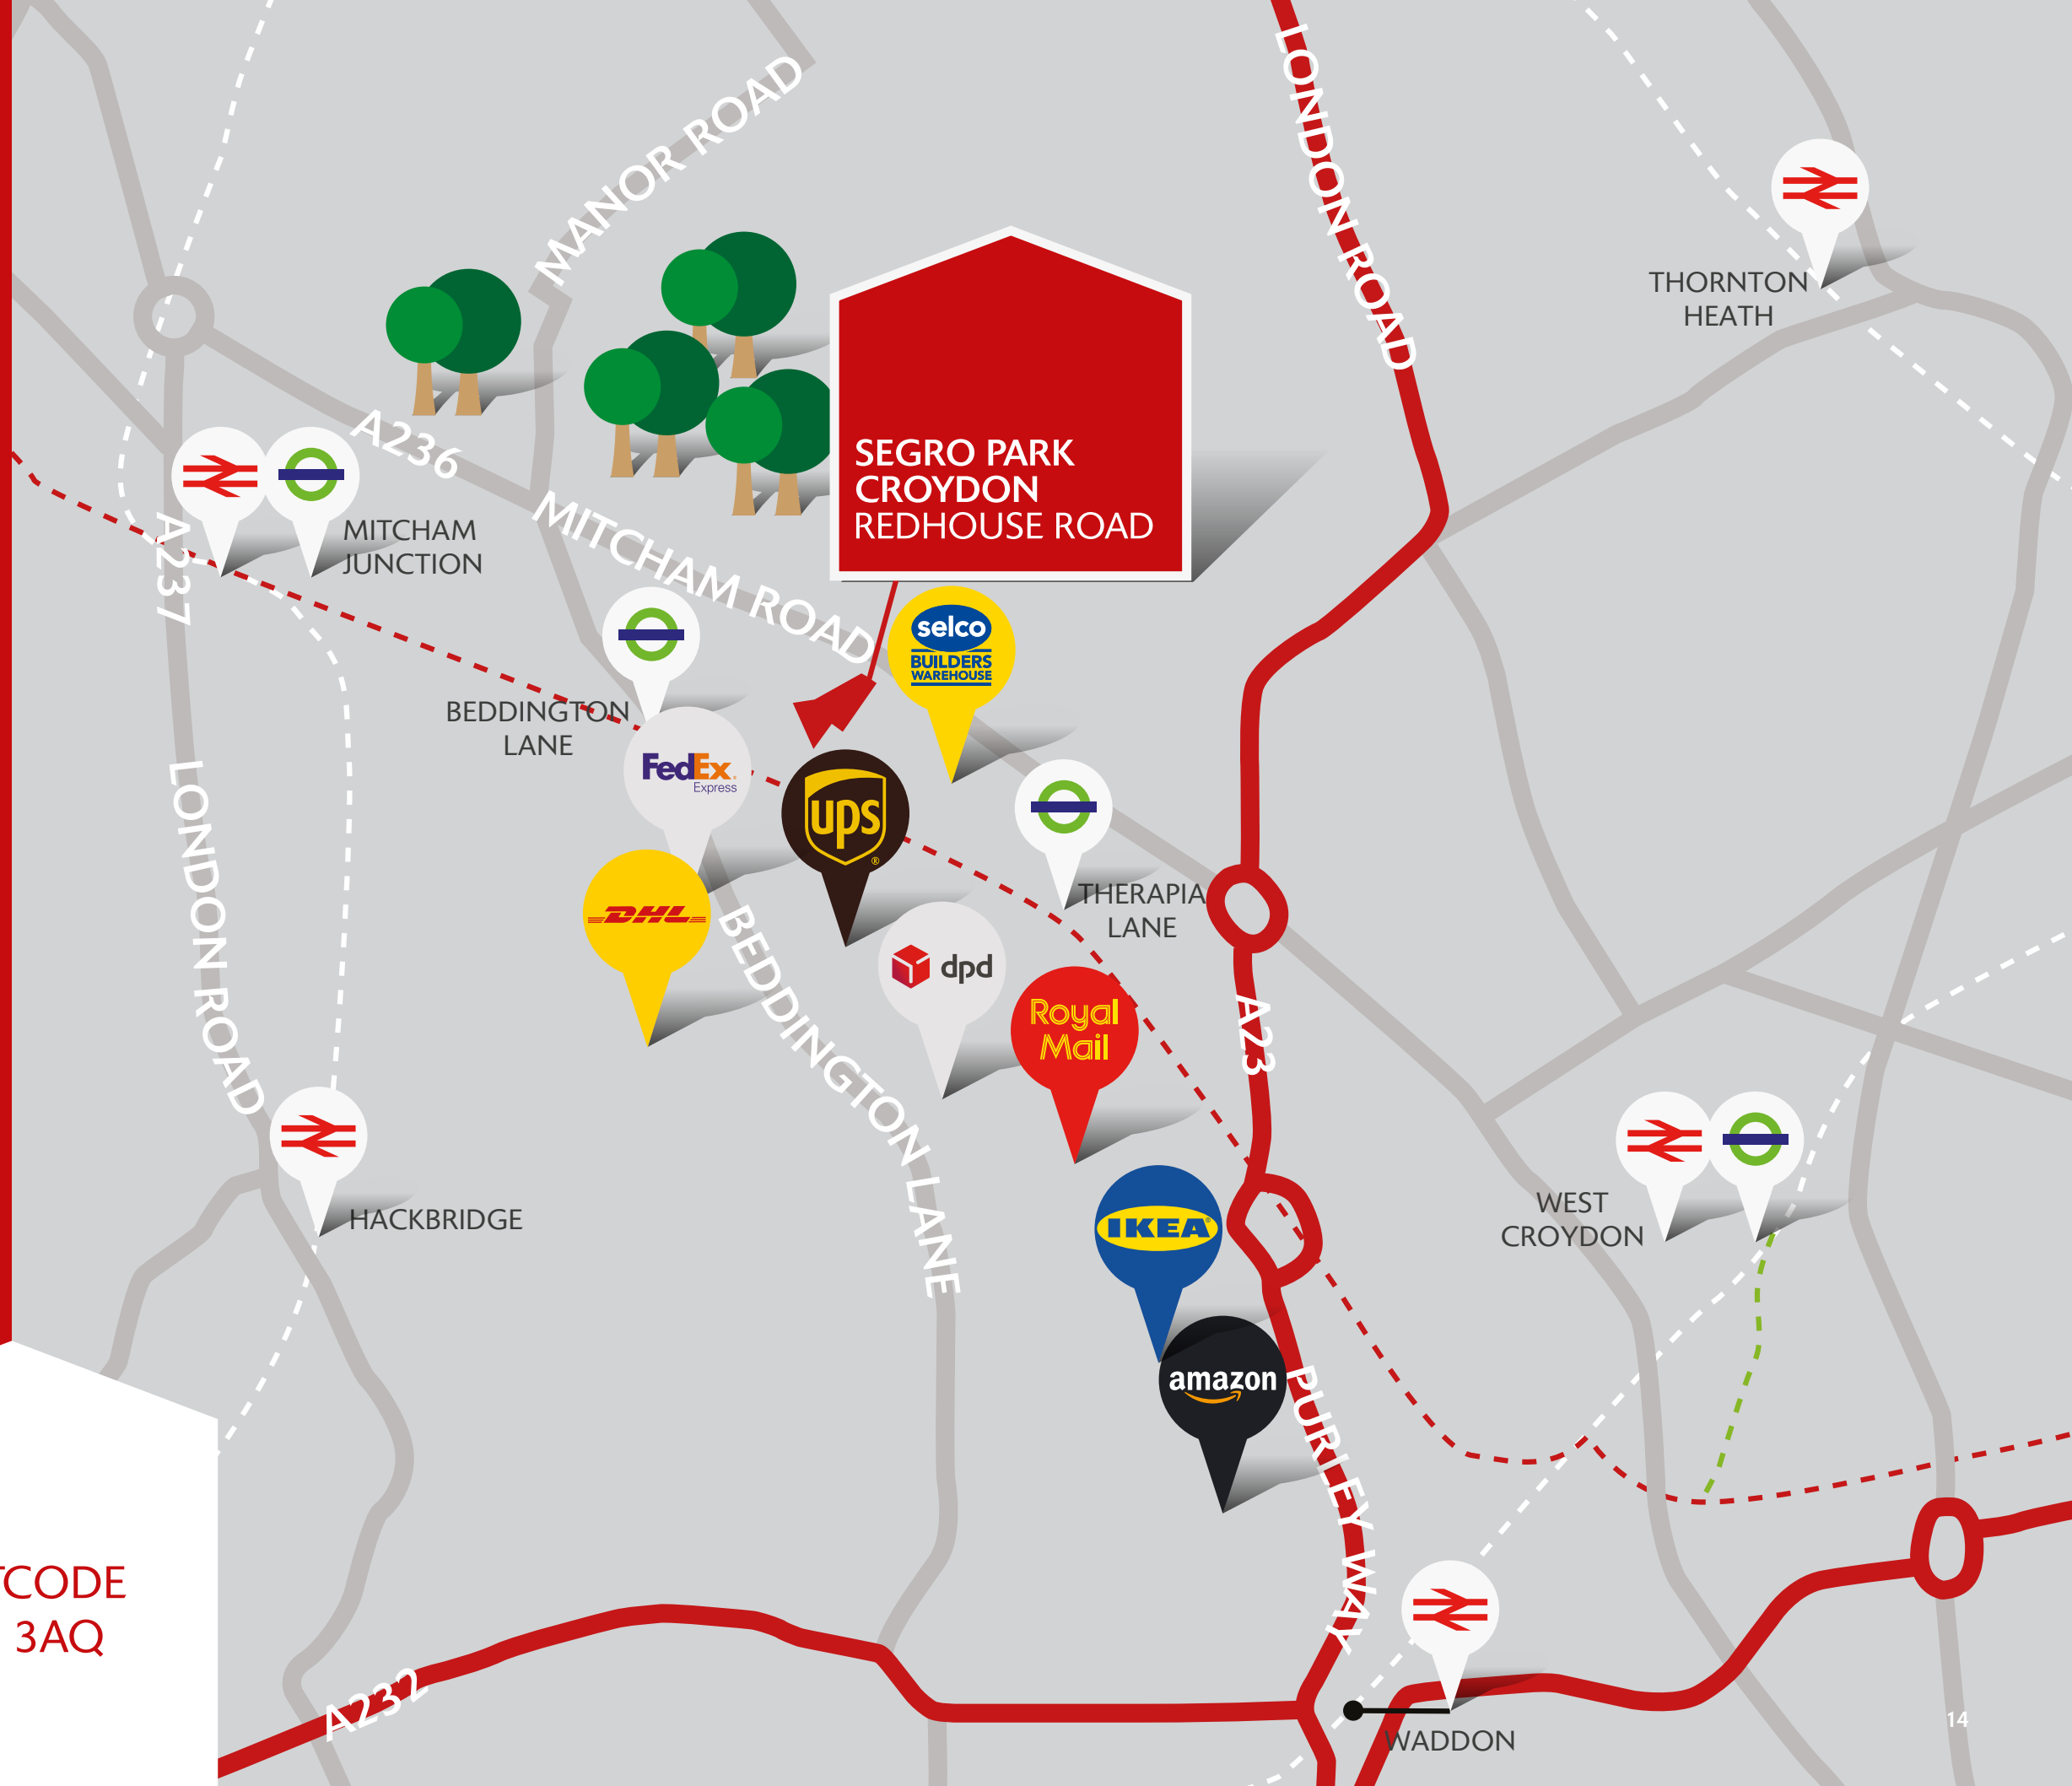 MANOR ROAD
LONDON ROAD
THORNTON
HEATH
A236
SEGRO PARK
CROYDON
REDHOUSE ROAD
MITCHAM
JUNCTION
A237
MITCHAM ROAD
selco
BUILDERS
WAREHOUSE
BEDDINGTON
LANE
FedEx
Express
ups
LONDON ROAD
THERAPIA
LANE
DHL
BEDDINGTON LANE
dpd
Royal
Mail
A23
HACKBRIDGE
WEST
CROYDON
IKEA
amazon
PURLEY WAY
TCODE
3AQ
A232
WADDON
14